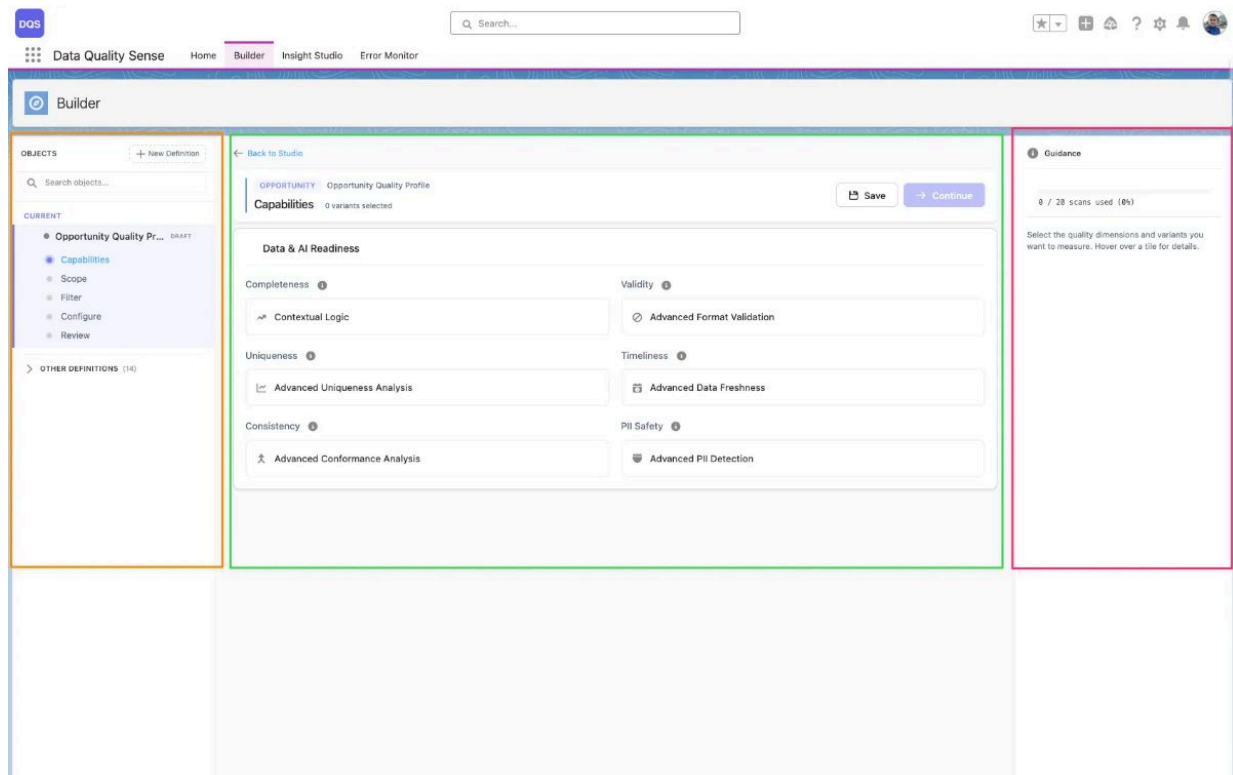 DQS
Search...
Data Quality Sense Home Builder Insight Studio Error Monitor
Builder
OBJECTS
New Definition
Search objects...
CURRENT
Opportunity Quality Pr... DRAFT
Capabilities
Scope
Filter
Configure
Review
OTHER DEFINITIONS (14)
← Back to Studio
OPPORTUNITY Opportunity Quality Profile
Capabilities 0 variants selected
Save
→ Continue
Data & AI Readiness
Completeness
Contextual Logic
Validity
Advanced Format Validation
Uniqueness
Advanced Uniqueness Analysis
Timeliness
Advanced Data Freshness
Consistency
Advanced Conformance Analysis
PII Safety
Advanced PII Detection
Guidance
0 / 20 scans used (0%)
Select the quality dimensions and variants you
want to measure. Hover over a tile for details.